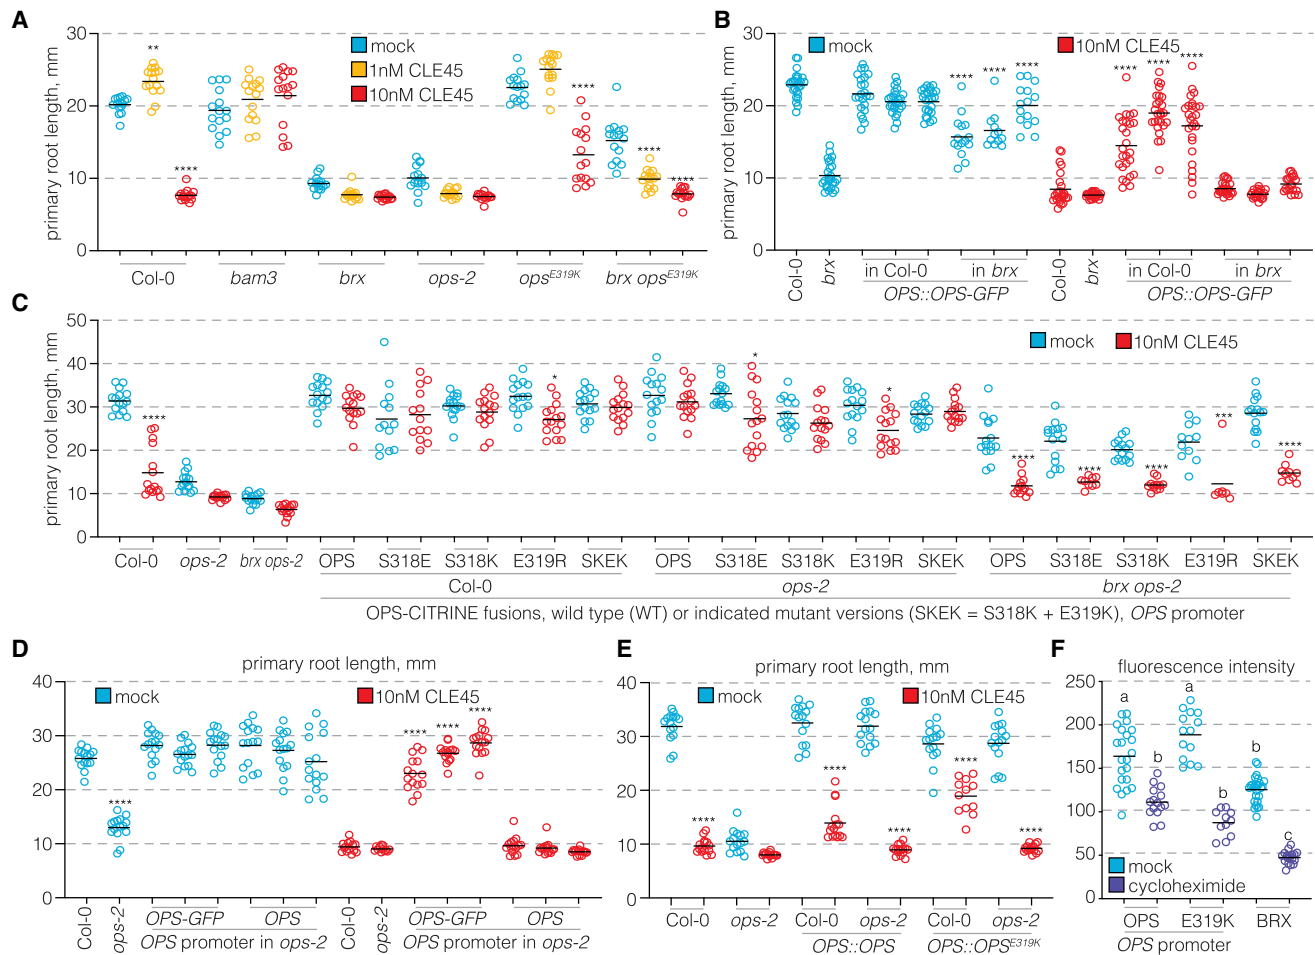 A
primary root length, mm
30
20
10
0
mock
1nM CLE45
10nM CLE45
**
****
****
****
****
Col-0
bam3
brx
ops-2
ops^E319K
brx ops^E319K
B
primary root length, mm
30
20
10
0
mock
10nM CLE45
**** **** ****
**** **** ****
Col-0
brx
in Col-0
in brx
OPS::OPS-GFP
Col-0
brx
in Col-0
in brx
OPS::OPS-GFP
C
primary root length, mm
50
40
30
20
10
0
mock
10nM CLE45
****
*
*
*
****
****
****
***
****
Col-0
ops-2
brx ops-2
OPS S318E S318K E319R SKEK
OPS S318E S318K E319R SKEK
OPS S318E S318K E319R SKEK
Col-0
ops-2
brx ops-2
OPS-CITRINE fusions, wild type (WT) or indicated mutant versions (SKEK = S318K + E319K), OPS promoter
D
primary root length, mm
40
30
20
10
0
mock
10nM CLE45
****
**** **** ****
Col-0
ops-2
OPS-GFP
OPS
OPS promoter in ops-2
Col-0
ops-2
OPS-GFP
OPS
OPS promoter in ops-2
E
primary root length, mm
40
30
20
10
0
mock
10nM CLE45
****
****
****
****
****
Col-0
ops-2
Col-0
ops-2
Col-0
ops-2
OPS::OPS
OPS::OPS^E319K
F
fluorescence intensity
250
200
150
100
50
0
a
b
a
b
b
c
mock
cycloheximide
OPS
E319K
BRX
OPS promoter